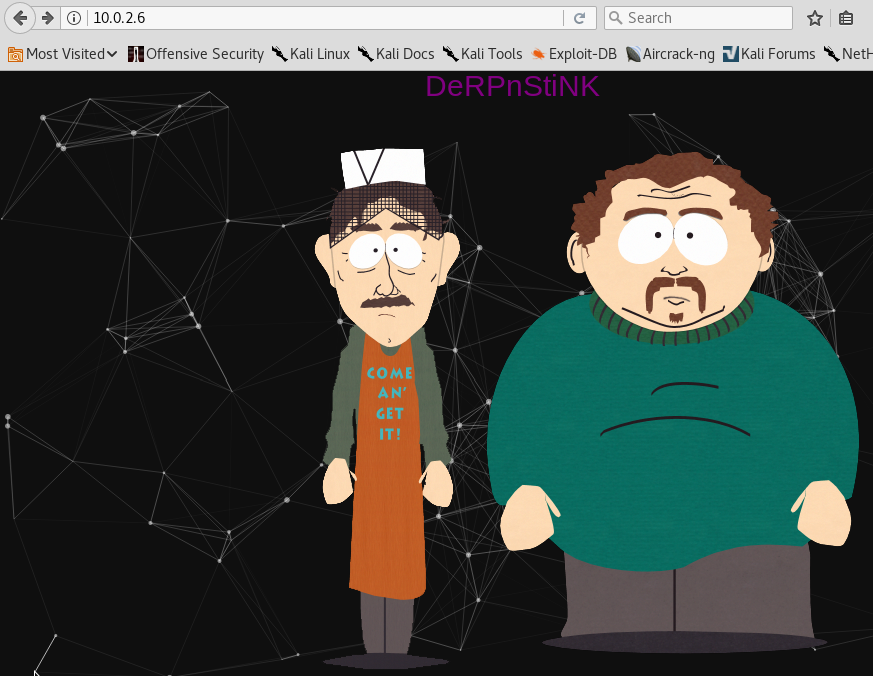 10.0.2.6
Search
Most Visited Offensive Security Kali Linux Kali Docs Kali Tools Exploit-DB Aircrack-ng Kali Forums NetH
DeRPnStiNK
COME
AN'
GET
IT!